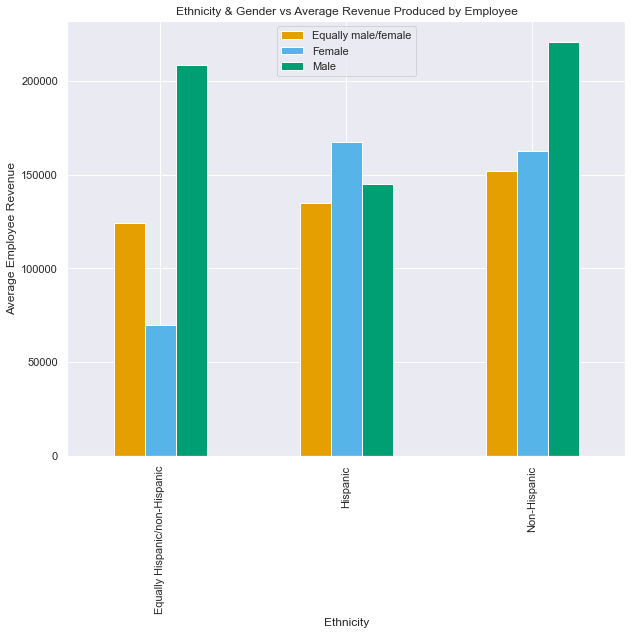 Ethnicity & Gender vs Average Revenue Produced by Employee
Equally male/female
Female
Male
Average Employee Revenue
200000
150000
100000
50000
0
Equally Hispanic/non-Hispanic
Hispanic
Non-Hispanic
Ethnicity